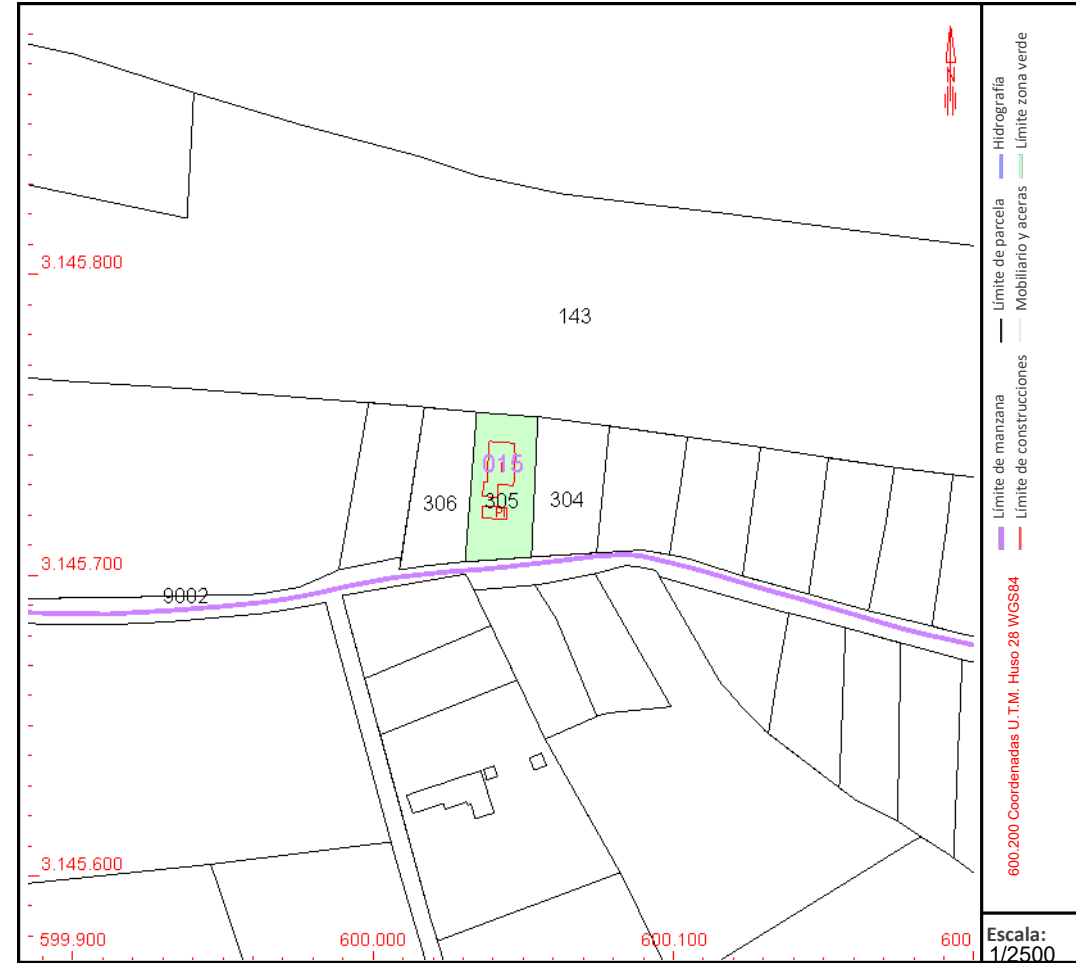 N
3.145.800
143
015
I
306
305
304
PI
3.145.700
9002
3.145.600
599.900
600.000
600.100
600
Hidrografía
Límite zona verde
Límite de parcela
Mobiliario y aceras
Límite de manzana
Límite de construcciones
600.200 Coordenadas U.T.M. Huso 28 WGS84
Escala:
1/2500